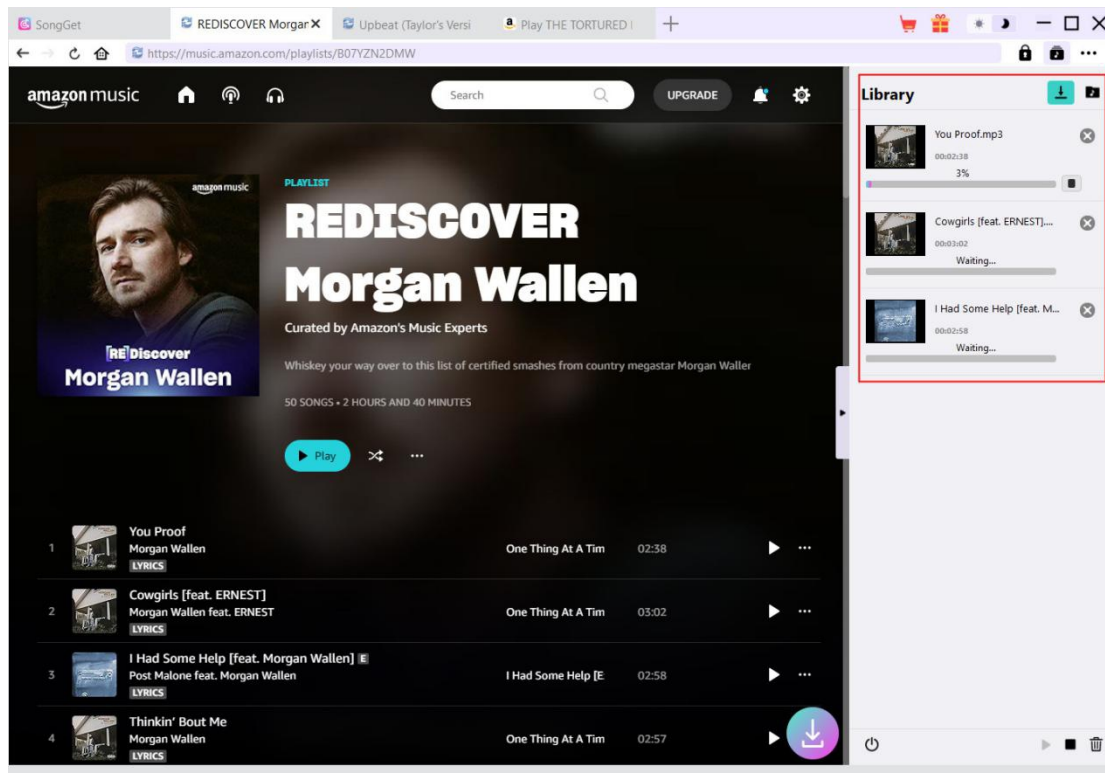 SongGet
REDISCOVER Morgar
Upbeat (Taylor's Versi
Play THE TORTURED I
https://music.amazon.com/playlists/B07YZN2DMW
amazon music
Search
UPGRADE
amazon music
[RE]Discover
Morgan Wallen
PLAYLIST
REDISCOVER
Morgan Wallen
Curated by Amazon's Music Experts
Whiskey your way over to this list of certified smashes from country megastar Morgan Waller
50 SONGS • 2 HOURS AND 40 MINUTES
Play
1
You Proof
Morgan Wallen
LYRICS
One Thing At A Tim
02:38
2
Cowgirls [feat. ERNEST]
Morgan Wallen feat. ERNEST
LYRICS
One Thing At A Tim
03:02
3
I Had Some Help [feat. Morgan Wallen] E
Post Malone feat. Morgan Wallen
LYRICS
I Had Some Help [E
02:58
4
Thinkin' Bout Me
Morgan Wallen
LYRICS
One Thing At A Tim
02:57
Library
You Proof.mp3
00:02:38
3%
Cowgirls [feat. ERNEST]....
00:03:02
Waiting...
I Had Some Help [feat. M...
00:02:58
Waiting...